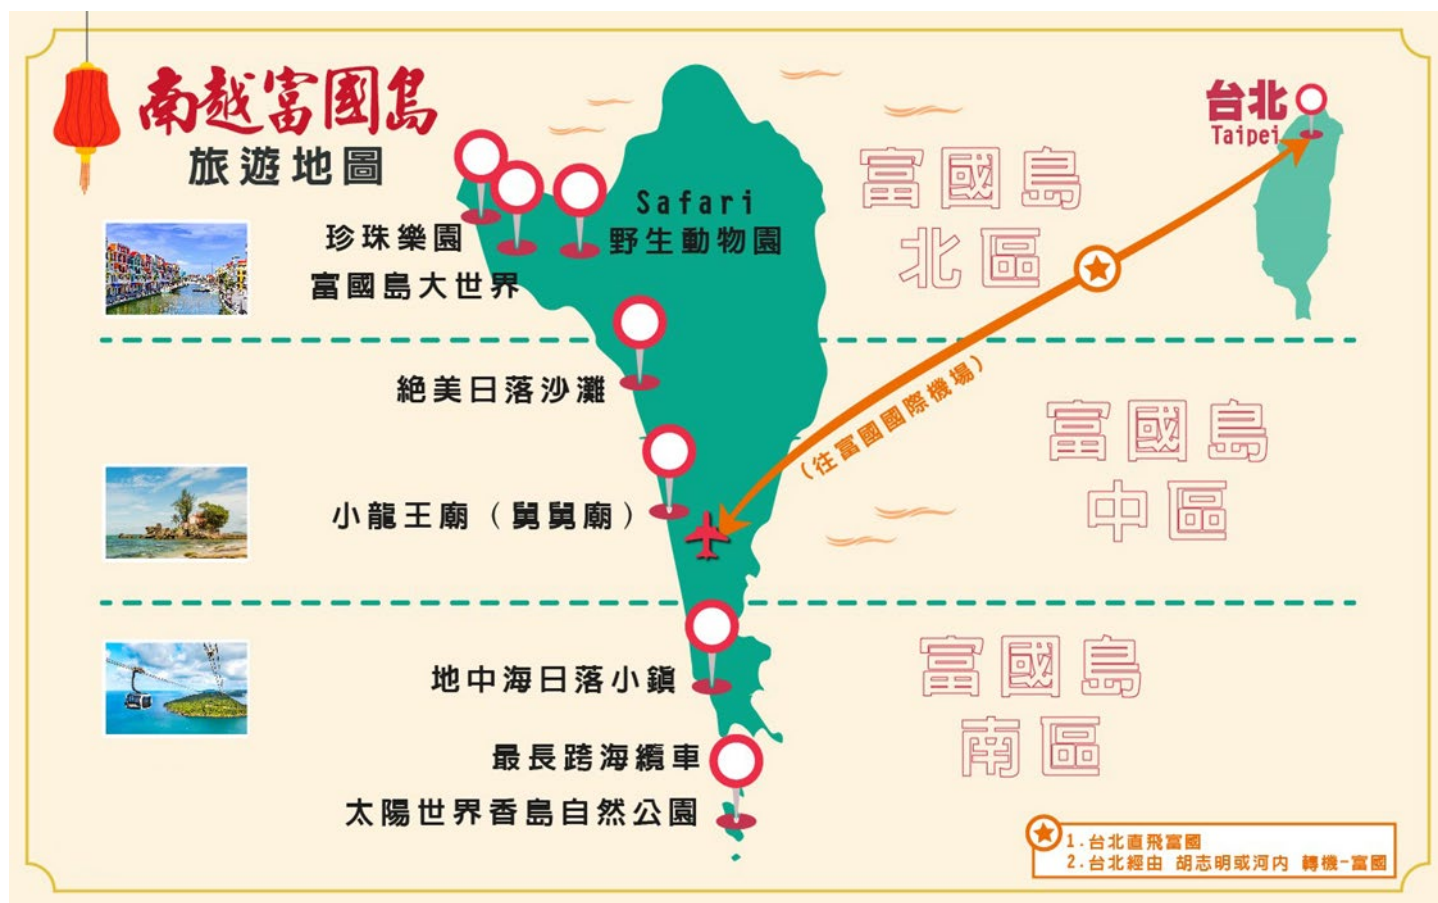 南越富國島
旅遊地圖
台北
Taipei
Safari
野生動物園
珍珠樂園
富國島大世界
富國島
北區
絕美日落沙灘
(往富國國際機場)
富國島
中區
小龍王廟（舅舅廟）
地中海日落小鎮
富國島
南區
最長跨海纜車
太陽世界香島自然公園
1.台北直飛富國
2.台北經由 胡志明或河內 轉機-富國